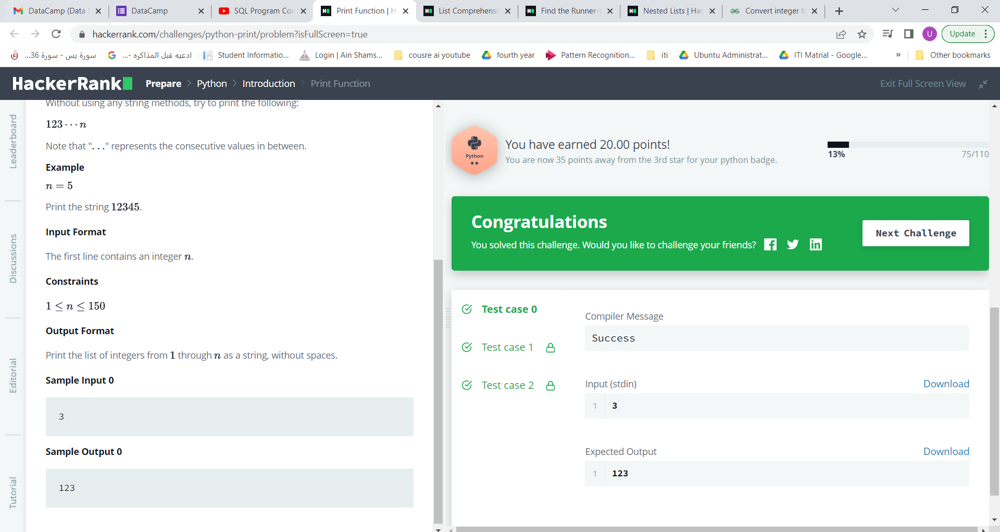 DataCamp (Data S
DataCamp
SQL Program Con
Print Function | H
List Comprehensi
Find the Runner-U
Nested Lists | Hac
Convert integer to
hackerrank.com/challenges/python-print/problem?isFullScreen=true
U
Update
سورة يس - سورة 36...
ادعيه قبل المذاكره -...
Student Informatio...
Login | Ain Shams...
cousre ai youtube
fourth year
Pattern Recognition...
iti
Ubuntu Administrat...
ITI Matrial - Google...
»
Other bookmarks
HackerRank
Prepare > Python > Introduction > Print Function
Exit Full Screen View
Leaderboard
Discussions
Editorial
Tutorial
Without using any string methods, try to print the following:
123···n
Note that "..." represents the consecutive values in between.
Example
n = 5
Print the string 12345.
Input Format
The first line contains an integer n.
Constraints
1 ≤ n ≤ 150
Output Format
Print the list of integers from 1 through n as a string, without spaces.
Sample Input 0
3
Sample Output 0
123
Python
You have earned 20.00 points!
You are now 35 points away from the 3rd star for your python badge.
13%
75/110
Congratulations
You solved this challenge. Would you like to challenge your friends?
Next Challenge
Test case 0
Test case 1
Test case 2
Compiler Message
Success
Input (stdin)
Download
1 3
Expected Output
Download
1 123